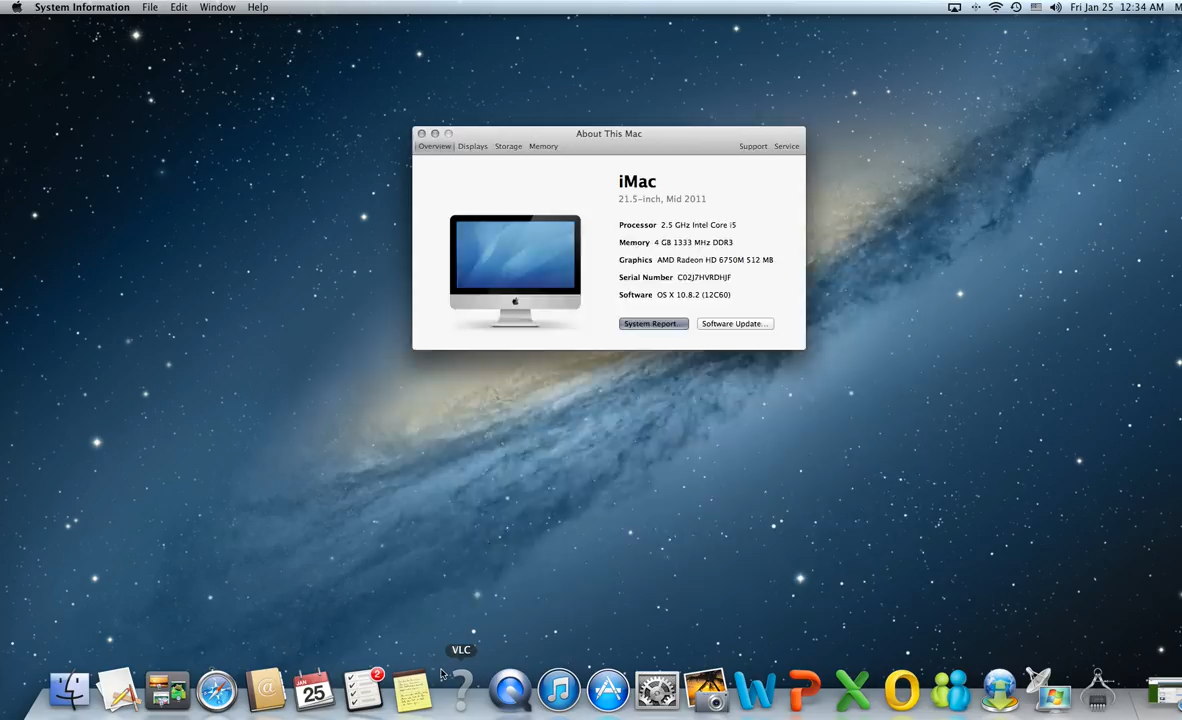 System Information File Edit Window Help Fri Jan 25 12:34 AM M
About This Mac
Overview Displays Storage Memory Support Service
iMac
21.5-inch, Mid 2011
Processor 2.5 GHz Intel Core i5
Memory 4 GB 1333 MHz DDR3
Graphics AMD Radeon HD 6750M 512 MB
Serial Number C02J7HVRDHJF
Software OS X 10.8.2 (12C60)
System Report... Software Update...
VLC
JAN
25
2
W P X O